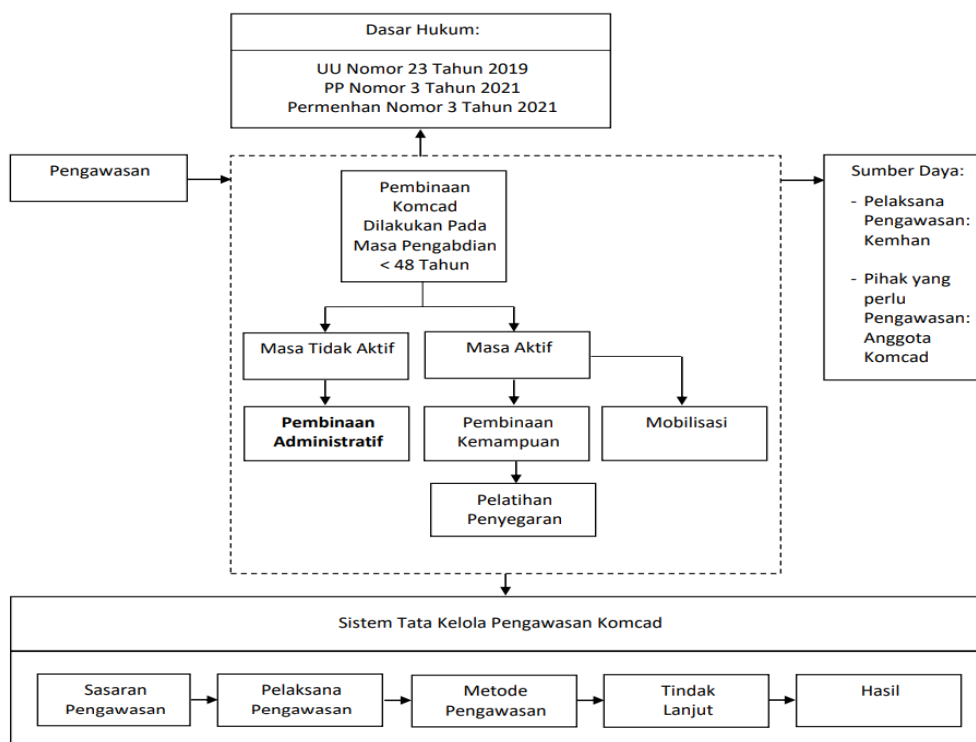 Dasar Hukum:
UU Nomor 23 Tahun 2019
PP Nomor 3 Tahun 2021
Permenhan Nomor 3 Tahun 2021
Pengawasan
Pembinaan
Komcad
Dilakukan Pada
Masa Pengabdian
< 48 Tahun
Sumber Daya:
- Pelaksana
Pengawasan:
Kemhan
- Pihak yang
perlu
Pengawasan:
Anggota
Komcad
Masa Tidak Aktif
Masa Aktif
Pembinaan
Administratif
Pembinaan
Kemampuan
Mobilisasi
Pelatihan
Penyegaran
Sistem Tata Kelola Pengawasan Komcad
Sasaran
Pengawasan
Pelaksana
Pengawasan
Metode
Pengawasan
Tindak
Lanjut
Hasil